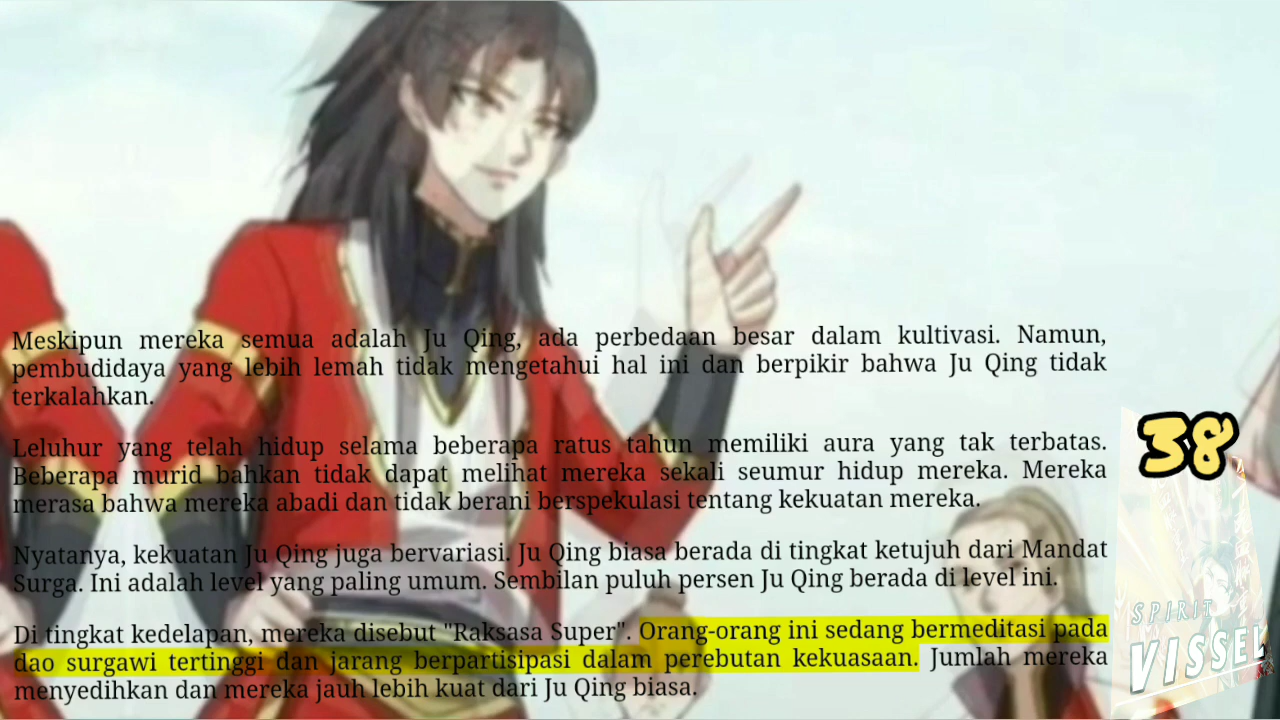 Meskipun mereka semua adalah Ju Qing, ada perbedaan besar dalam kultivasi. Namun,
pembudidaya yang lebih lemah tidak mengetahui hal ini dan berpikir bahwa Ju Qing tidak
terkalahkan.
Leluhur yang telah hidup selama beberapa ratus tahun memiliki aura yang tak terbatas.
Beberapa murid bahkan tidak dapat melihat mereka sekali seumur hidup mereka. Mereka
merasa bahwa mereka abadi dan tidak berani berspekulasi tentang kekuatan mereka.
Nyatanya, kekuatan Ju Qing juga bervariasi. Ju Qing biasa berada di tingkat ketujuh dari Mandat
Surga. Ini adalah level yang paling umum. Sembilan puluh persen Ju Qing berada di level ini.
Di tingkat kedelapan, mereka disebut "Raksasa Super". Orang-orang ini sedang bermeditasi pada
dao surgawi tertinggi dan jarang berpartisipasi dalam perebutan kekuasaan. Jumlah mereka
menyedihkan dan mereka jauh lebih kuat dari Ju Qing biasa.
38
SPIRIT
VISSEL